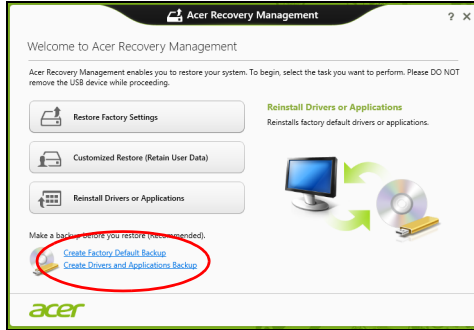 Acer Recovery Management
? X
Welcome to Acer Recovery Management
Acer Recovery Management enables you to restore your system. To begin, select the task you want to perform. Please DO NOT
remove the USB device while proceeding.
Restore Factory Settings
Customized Restore (Retain User Data)
Reinstall Drivers or Applications
Reinstall Drivers or Applications
Reinstalls factory default drivers or applications.
Make a backup before you restore (Recommended).
Create Factory Default Backup
Create Drivers and Applications Backup
acer